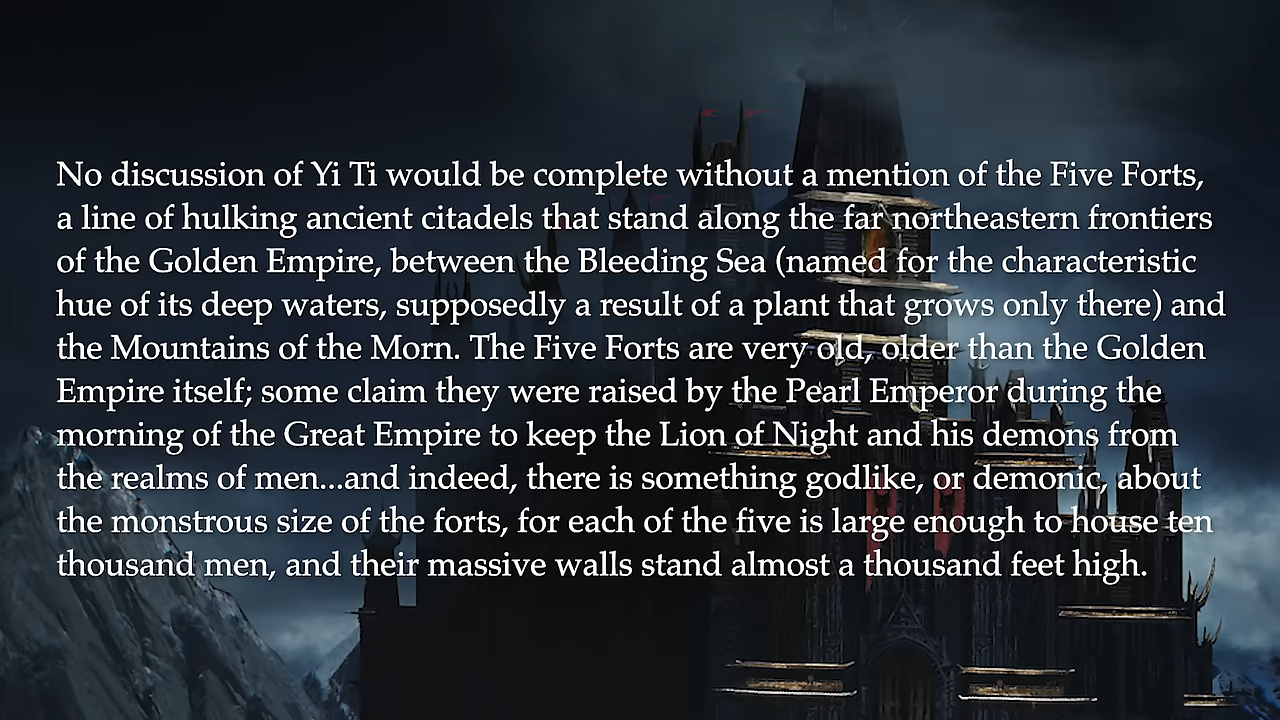 No discussion of Yi Ti would be complete without a mention of the Five Forts,
a line of hulking ancient citadels that stand along the far northeastern frontiers
of the Golden Empire, between the Bleeding Sea (named for the characteristic
hue of its deep waters, supposedly a result of a plant that grows only there) and
the Mountains of the Morn. The Five Forts are very old, older than the Golden
Empire itself; some claim they were raised by the Pearl Emperor during the
morning of the Great Empire to keep the Lion of Night and his demons from
the realms of men...and indeed, there is something godlike, or demonic, about
the monstrous size of the forts, for each of the five is large enough to house ten
thousand men, and their massive walls stand almost a thousand feet high.